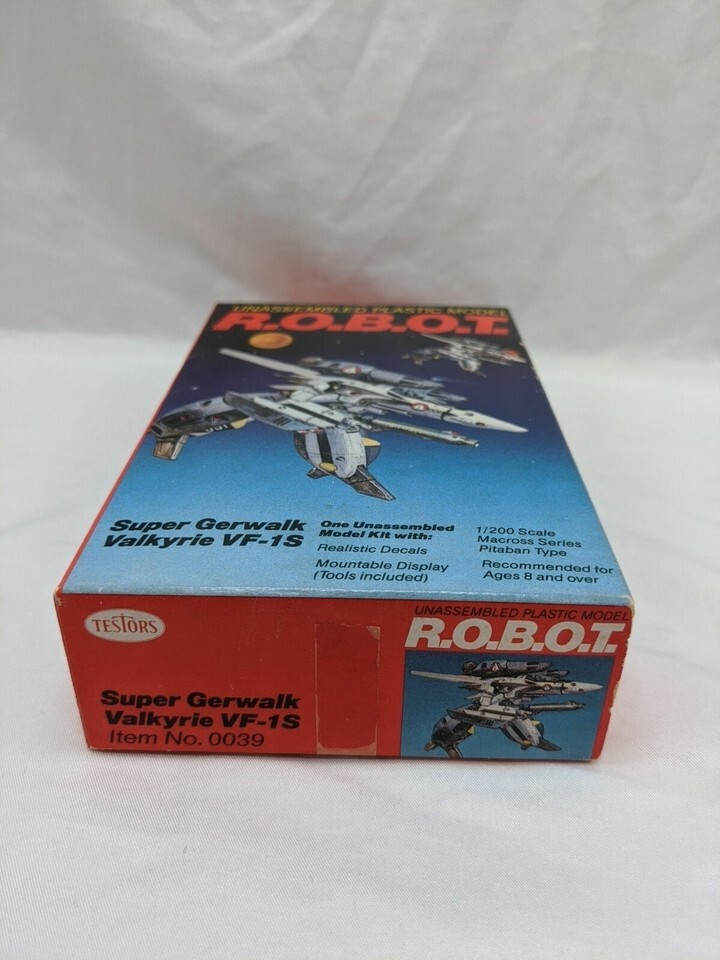 UNASSEMBLED PLASTIC MODEL
R.O.B.O.T.
001
Super Gerwalk
Valkyrie VF-1S
One Unassembled
Model Kit with:
Realistic Decals
Mountable Display
(Tools included)
1/200 Scale
Macross Series
Pitaban Type
Recommended for
Ages 8 and over
TESTORS
Super Gerwalk
Valkyrie VF-1S
Item No. 0039
UNASSEMBLED PLASTIC MODEL
R.O.B.O.T.